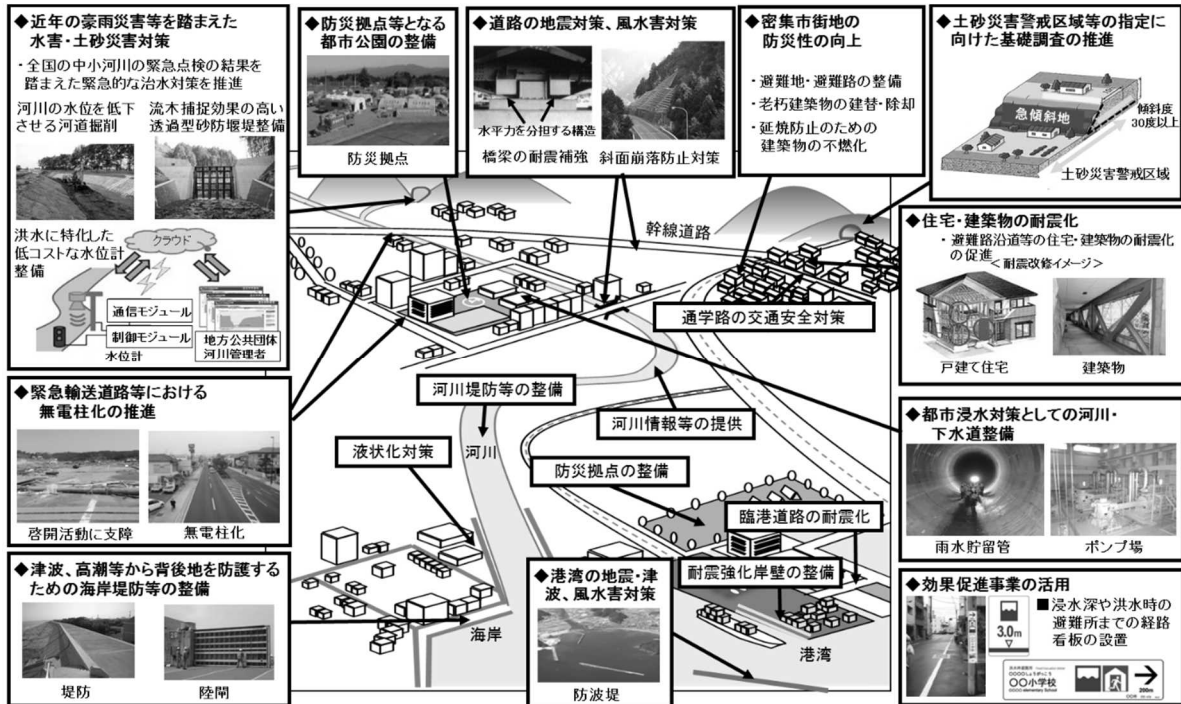 ◆近年の豪雨災害等を踏まえた
水害・土砂災害対策
・全国の中小河川の緊急点検の結果を
踏まえた緊急的な治水対策を推進
河川の水位を低下
させる河道掘削
流木捕捉効果の高い
透過型砂防堰堤整備
洪水に特化した
低コストな水位計
整備
クラウド
通信モジュール
制御モジュール
水位計
地方公共団体
河川管理者
◆防災拠点等となる
都市公園の整備
防災拠点
◆道路の地震対策、風水害対策
水平力を分担する構造
橋梁の耐震補強
斜面崩落防止対策
◆密集市街地の
防災性の向上
・避難地・避難路の整備
・老朽建築物の建替・除却
・延焼防止のための
建築物の不燃化
◆土砂災害警戒区域等の指定に
向けた基礎調査の推進
急傾斜地
傾斜度
30度以上
土砂災害警戒区域
◆住宅・建築物の耐震化
・避難路沿道等の住宅・建築物の耐震化
の促進
＜耐震改修イメージ＞
戸建て住宅
建築物
幹線道路
通学路の交通安全対策
◆緊急輸送道路等における
無電柱化の推進
啓開活動に支障
無電柱化
河川堤防等の整備
河川
河川情報等の提供
液状化対策
防災拠点の整備
臨港道路の耐震化
耐震強化岸壁の整備
◆都市浸水対策としての河川・
下水道整備
雨水貯留管
ポンプ場
◆津波、高潮等から背後地を防護する
ための海岸堤防等の整備
堤防
陸閘
海岸
◆港湾の地震・津
波、風水害対策
防波堤
港湾
◆効果促進事業の活用
■浸水深や洪水時の
避難所までの経路
看板の設置
3.0m
〇〇小学校
200m